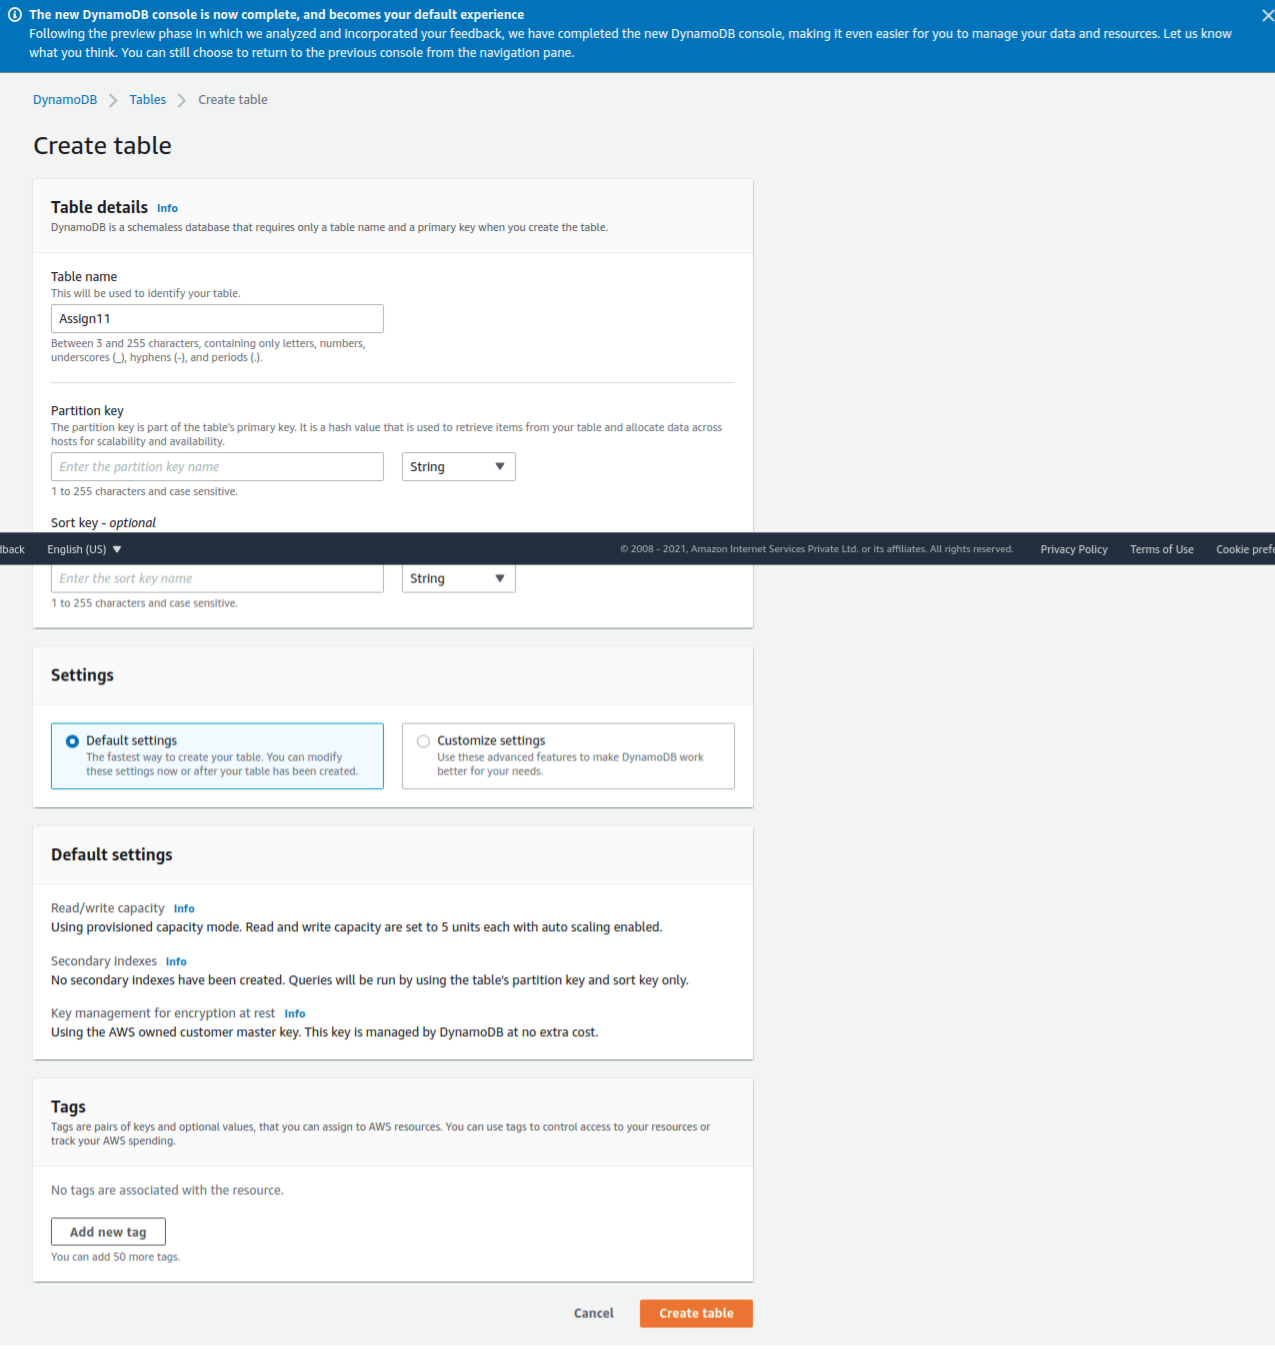 The new DynamoDB console is now complete, and becomes your default experience
Following the preview phase in which we analyzed and incorporated your feedback, we have completed the new DynamoDB console, making it even easier for you to manage your data and resources. Let us know
what you think. You can still choose to return to the previous console from the navigation pane.
DynamoDB > Tables > Create table
Create table
Table details Info
DynamoDB is a schemaless database that requires only a table name and a primary key when you create the table.
Table name
This will be used to identify your table.
Assign11
Between 3 and 255 characters, containing only letters, numbers,
underscores (_), hyphens (-), and periods (.).
Partition key
The partition key is part of the table's primary key. It is a hash value that is used to retrieve items from your table and allocate data across
hosts for scalability and availability.
Enter the partition key name String
1 to 255 characters and case sensitive.
Sort key - optional
dback English (US) © 2008 - 2021, Amazon Internet Services Private Ltd. or its affiliates. All rights reserved. Privacy Policy Terms of Use Cookie prefe
Enter the sort key name String
1 to 255 characters and case sensitive.
Settings
Default settings
The fastest way to create your table. You can modify
these settings now or after your table has been created.
Customize settings
Use these advanced features to make DynamoDB work
better for your needs.
Default settings
Read/write capacity Info
Using provisioned capacity mode. Read and write capacity are set to 5 units each with auto scaling enabled.
Secondary indexes Info
No secondary indexes have been created. Queries will be run by using the table's partition key and sort key only.
Key management for encryption at rest Info
Using the AWS owned customer master key. This key is managed by DynamoDB at no extra cost.
Tags
Tags are pairs of keys and optional values, that you can assign to AWS resources. You can use tags to control access to your resources or
track your AWS spending.
No tags are associated with the resource.
Add new tag
You can add 50 more tags.
Cancel Create table